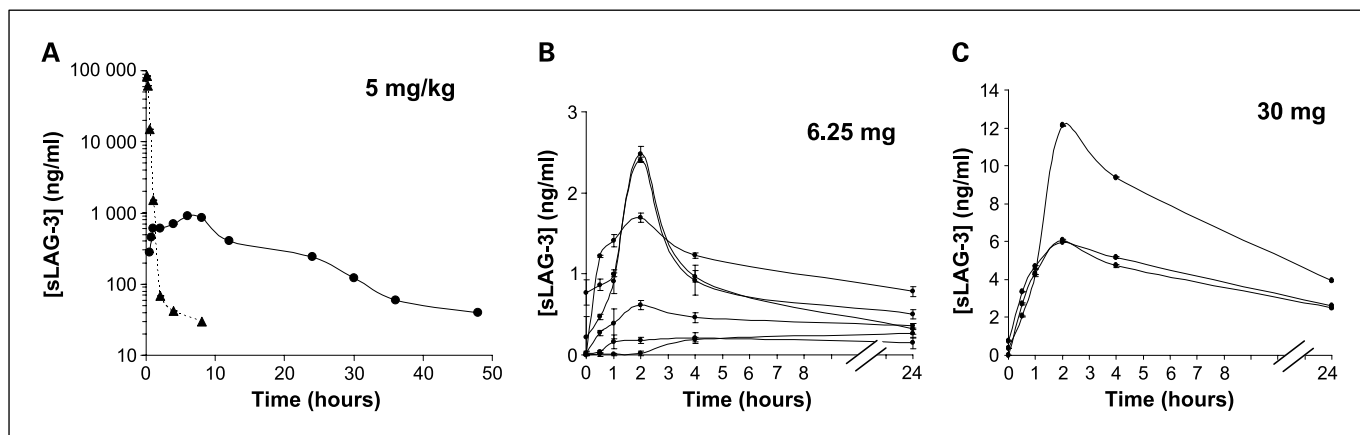 A
5 mg/kg
[sLAG-3] (ng/ml)
100 000
10 000
1 000
100
10
0 10 20 30 40 50
Time (hours)
B
6.25 mg
[sLAG-3] (ng/ml)
3
2
1
0
0 1 2 3 4 5 6 7 8 24
Time (hours)
C
30 mg
[sLAG-3] (ng/ml)
14
12
10
8
6
4
2
0
0 1 2 3 4 5 6 7 8 24
Time (hours)